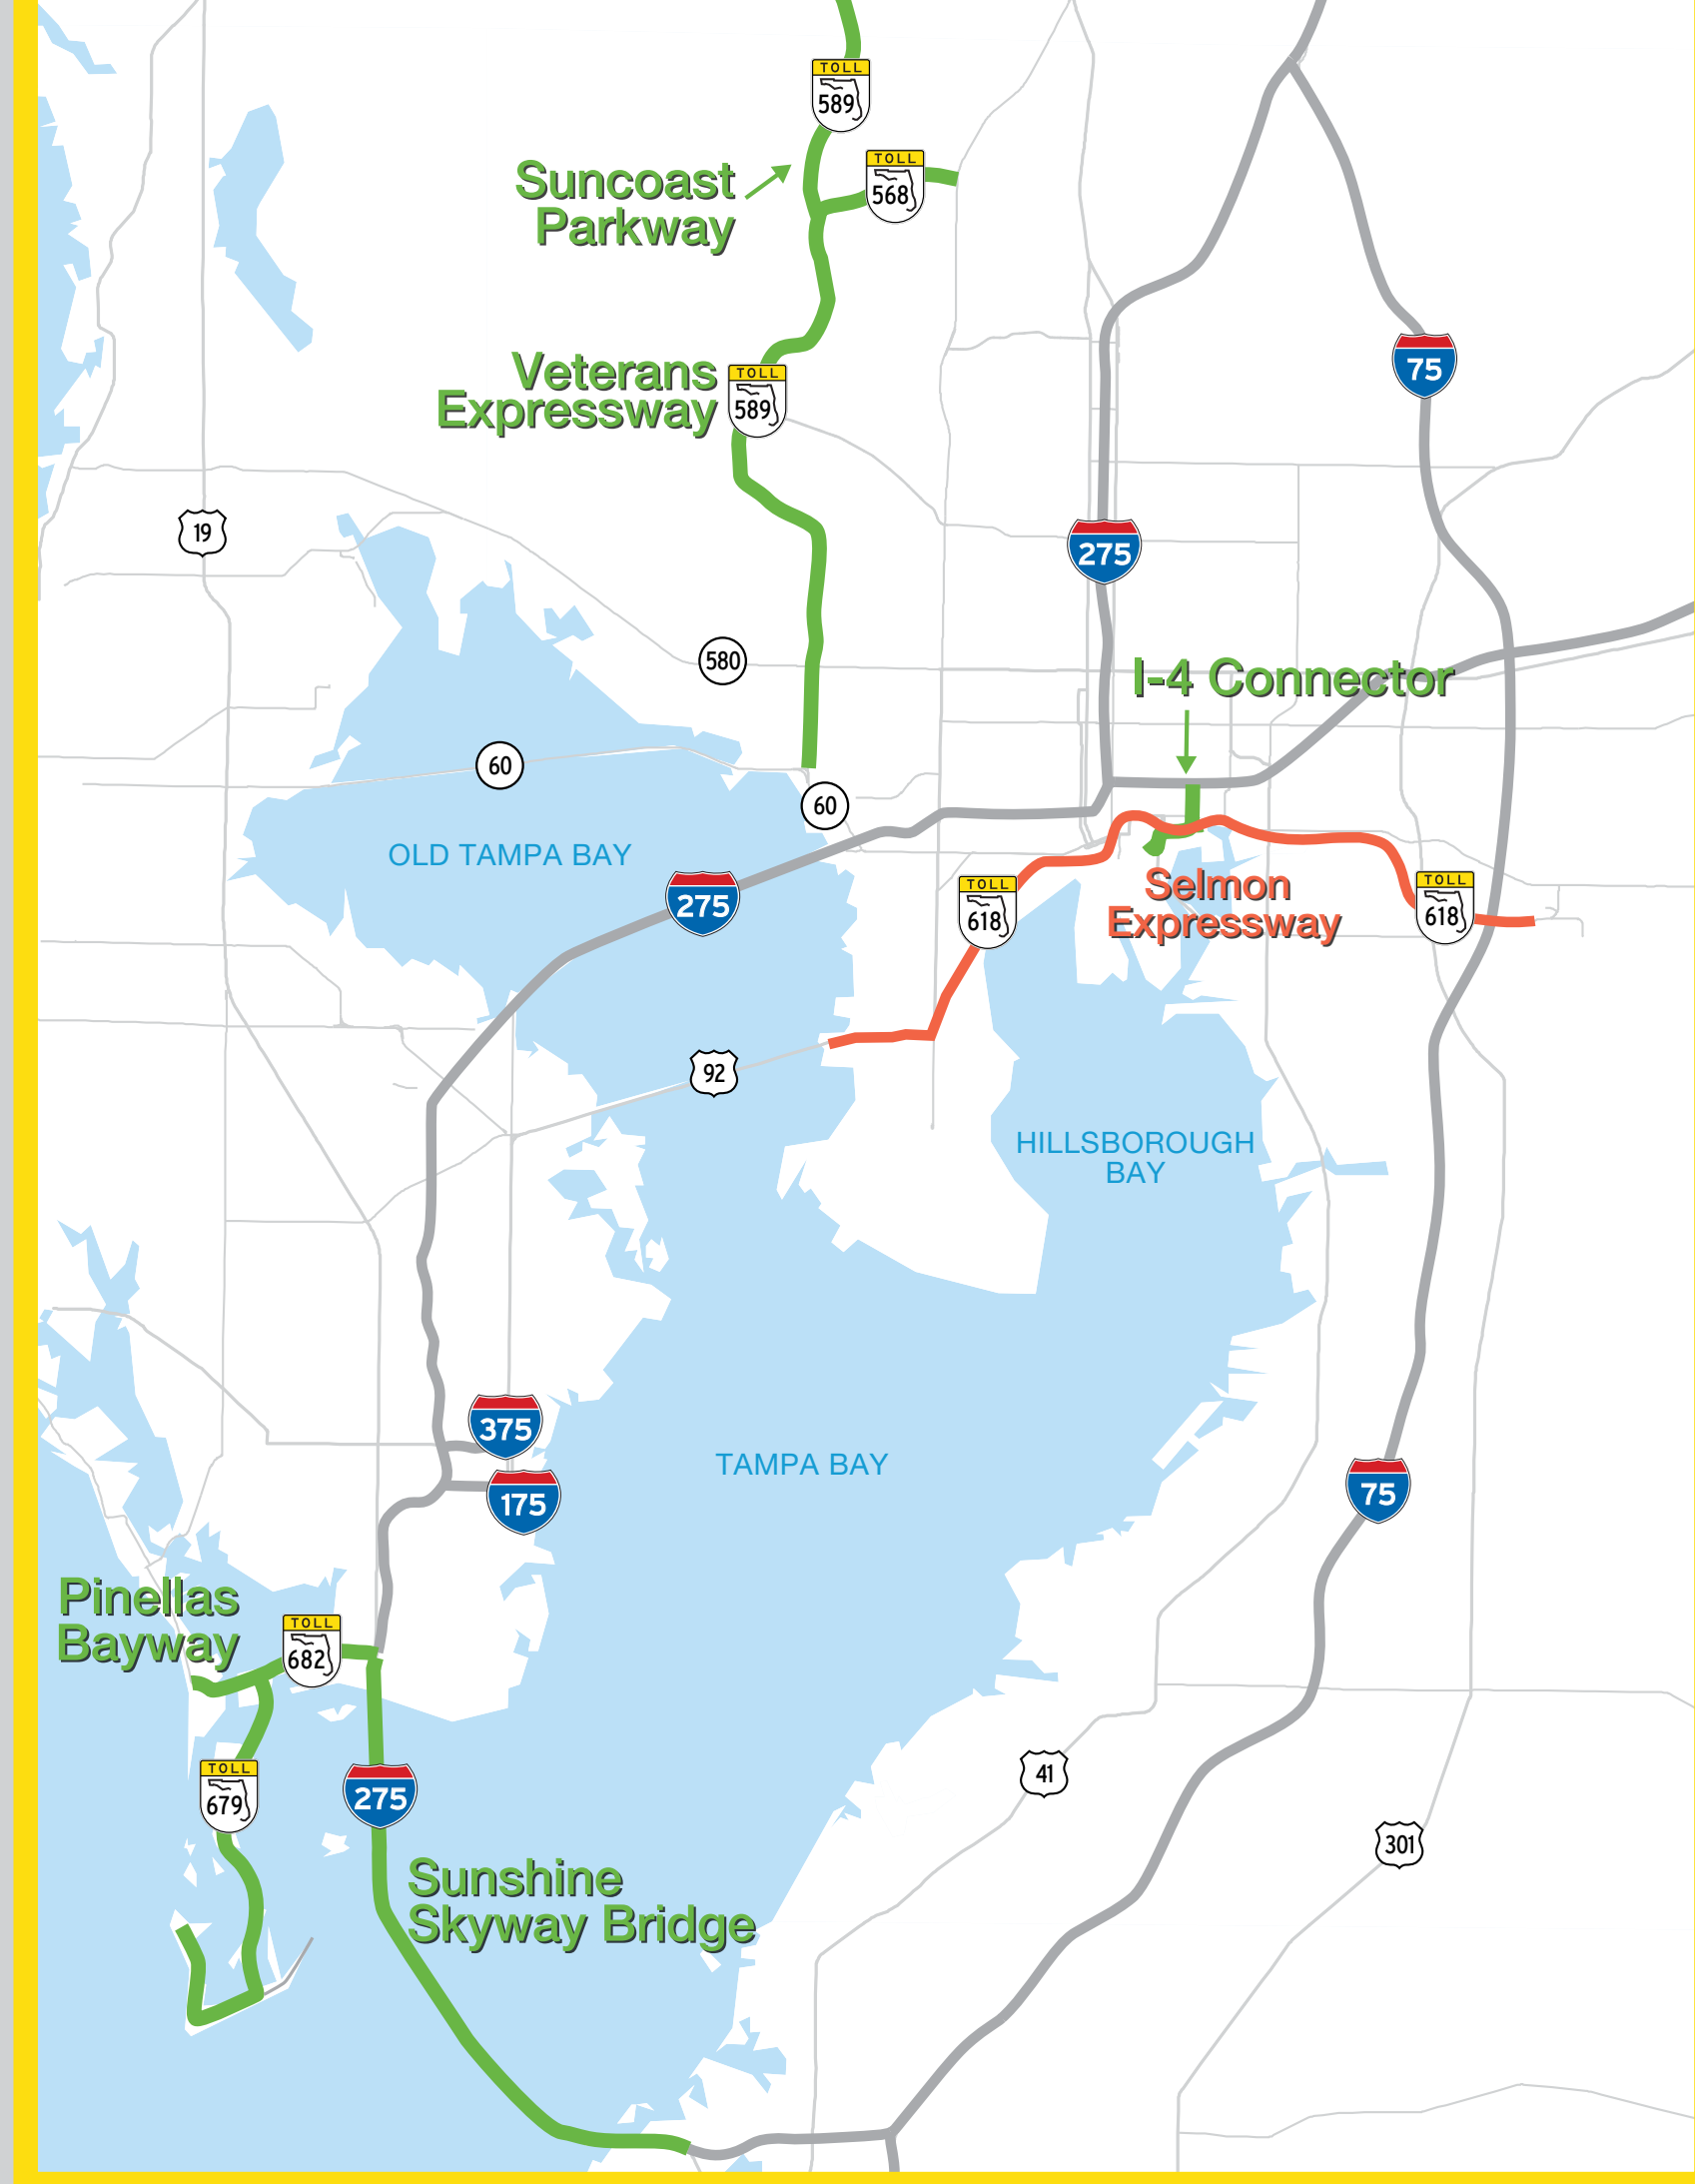 TOLL
589
Suncoast
Parkway
TOLL
568
Veterans
Expressway
TOLL
589
75
19
275
580
I-4 Connector
60
60
OLD TAMPA BAY
275
TOLL
618
Selmon
Expressway
TOLL
618
92
HILLSBOROUGH
BAY
375
TAMPA BAY
175
75
Pinellas
Bayway
TOLL
682
TOLL
679
275
41
301
Sunshine
Skyway Bridge